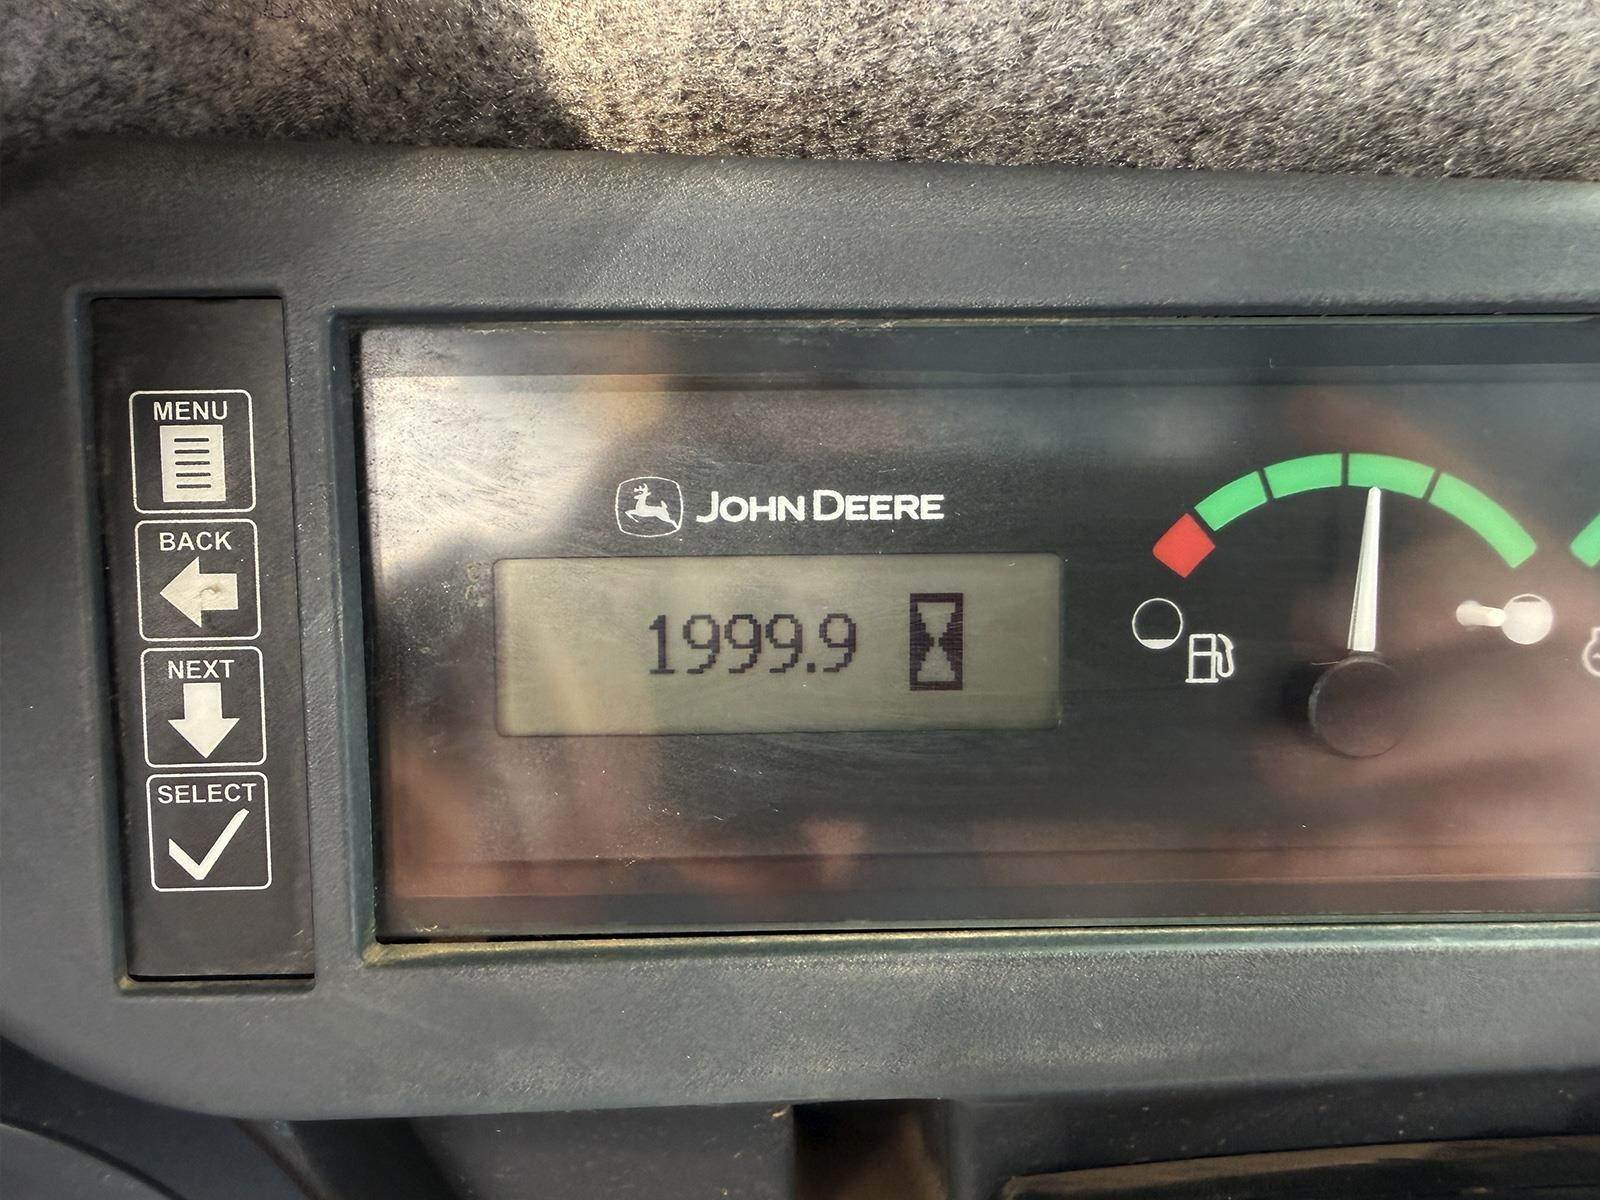 MENU
BACK
NEXT
SELECT
JOHN DEERE
1999.9